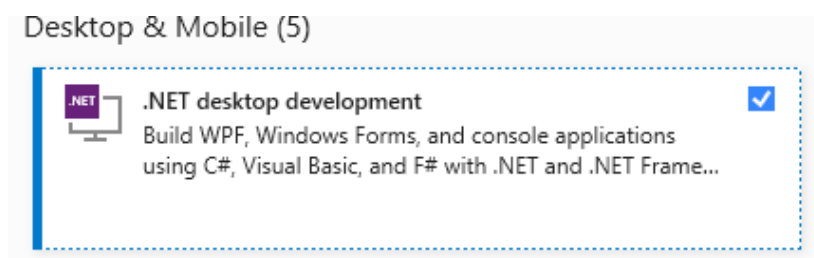 Desktop & Mobile (5)
.NET
.NET desktop development
Build WPF, Windows Forms, and console applications
using C#, Visual Basic, and F# with .NET and .NET Frame...